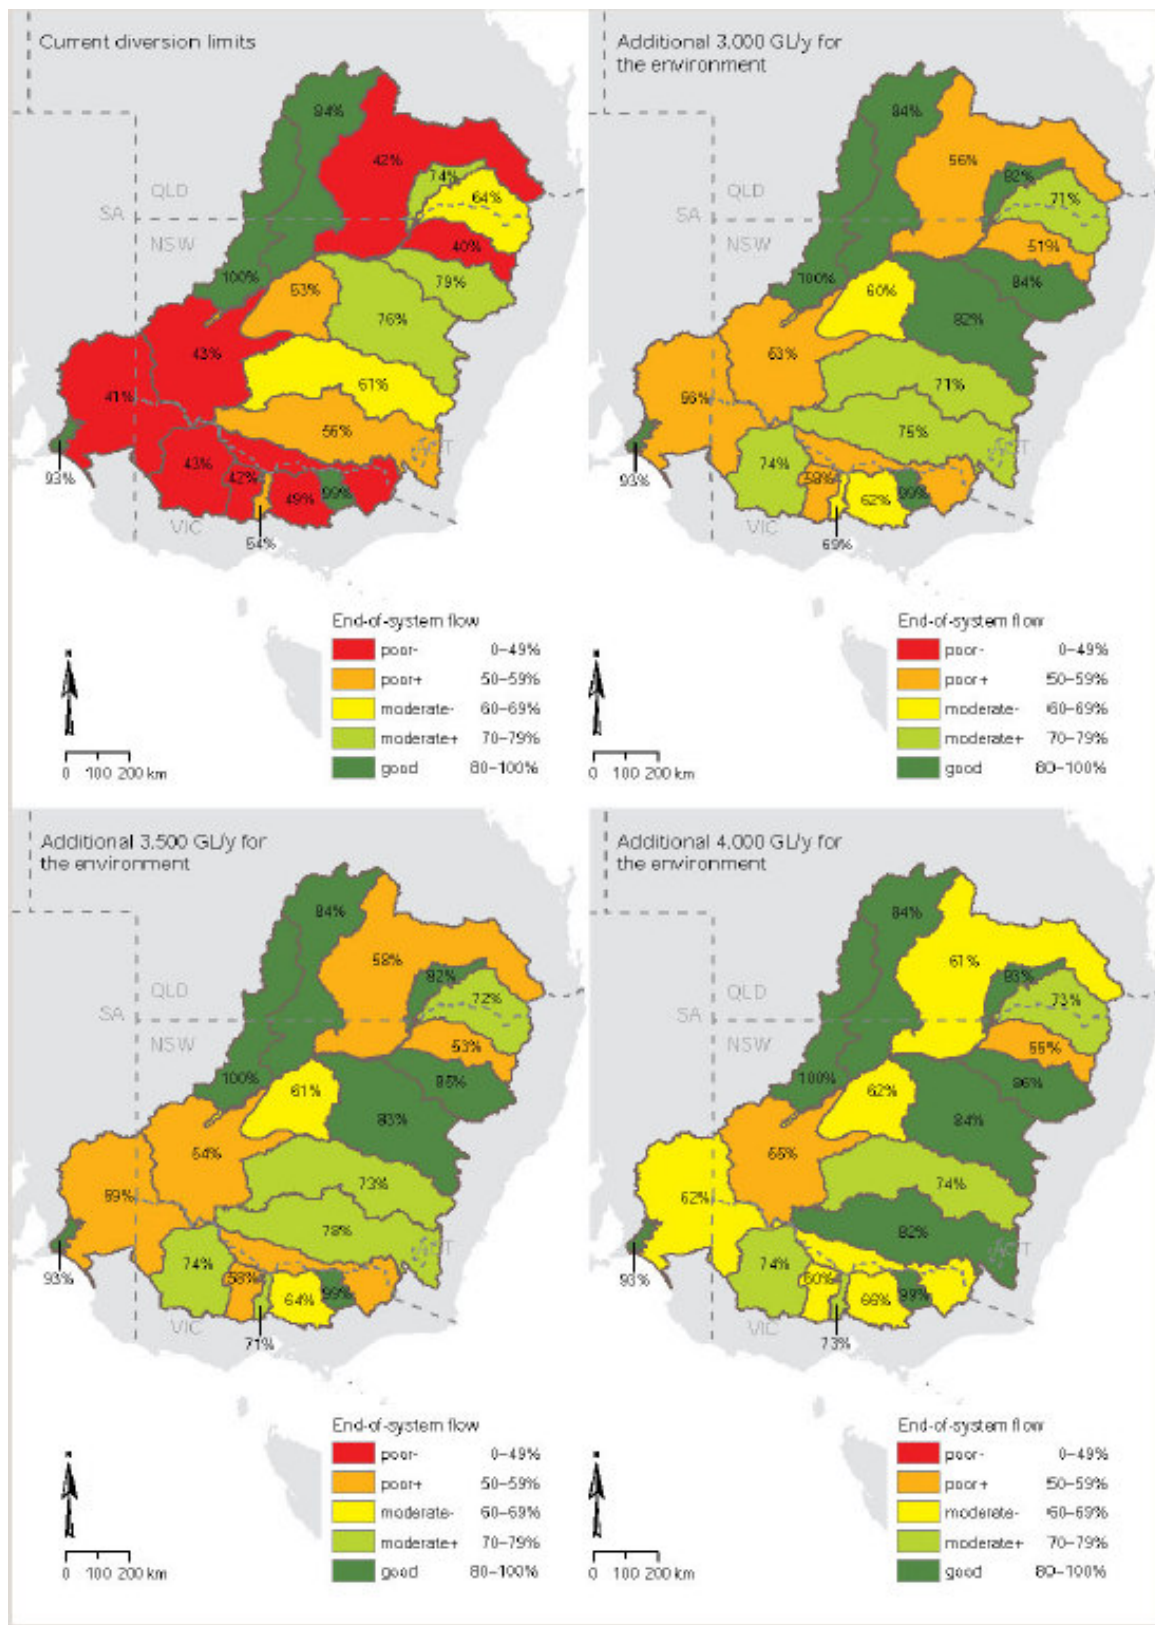 Current diversion limits
84%
42%
74%
64%
QLD
SA
NSW
40%
100%
53%
79%
76%
43%
61%
41%
56%
ACT
43%
42%
49%
99%
93%
VIC
54%
End-of-system flow
poor- 0–49%
poor+ 50–59%
moderate- 60–69%
moderate+ 70–79%
good 80–100%
0 100 200 km
Additional 3.000 GL/y for
the environment
84%
56%
82%
71%
QLD
SA
NSW
51%
100%
60%
84%
82%
53%
71%
56%
75%
ACT
74%
58%
62%
99%
93%
VIC
69%
End-of-system flow
poor- 0–49%
poor+ 50–59%
moderate- 60–69%
moderate+ 70–79%
good 80–100%
0 100 200 km
Additional 3.500 GL/y for
the environment
84%
58%
82%
72%
QLD
SA
NSW
53%
100%
61%
85%
83%
54%
73%
59%
78%
ACT
74%
58%
64%
99%
93%
VIC
71%
End-of-system flow
poor- 0–49%
poor+ 50–59%
moderate- 60–69%
moderate+ 70–79%
good 80–100%
0 100 200 km
Additional 4.000 GL/y for
the environment
84%
61%
83%
73%
QLD
SA
NSW
55%
100%
62%
86%
84%
55%
74%
62%
82%
ACT
74%
60%
66%
99%
93%
VIC
73%
End-of-system flow
poor- 0–49%
poor+ 50–59%
moderate- 60–69%
moderate+ 70–79%
good 80–100%
0 100 200 km